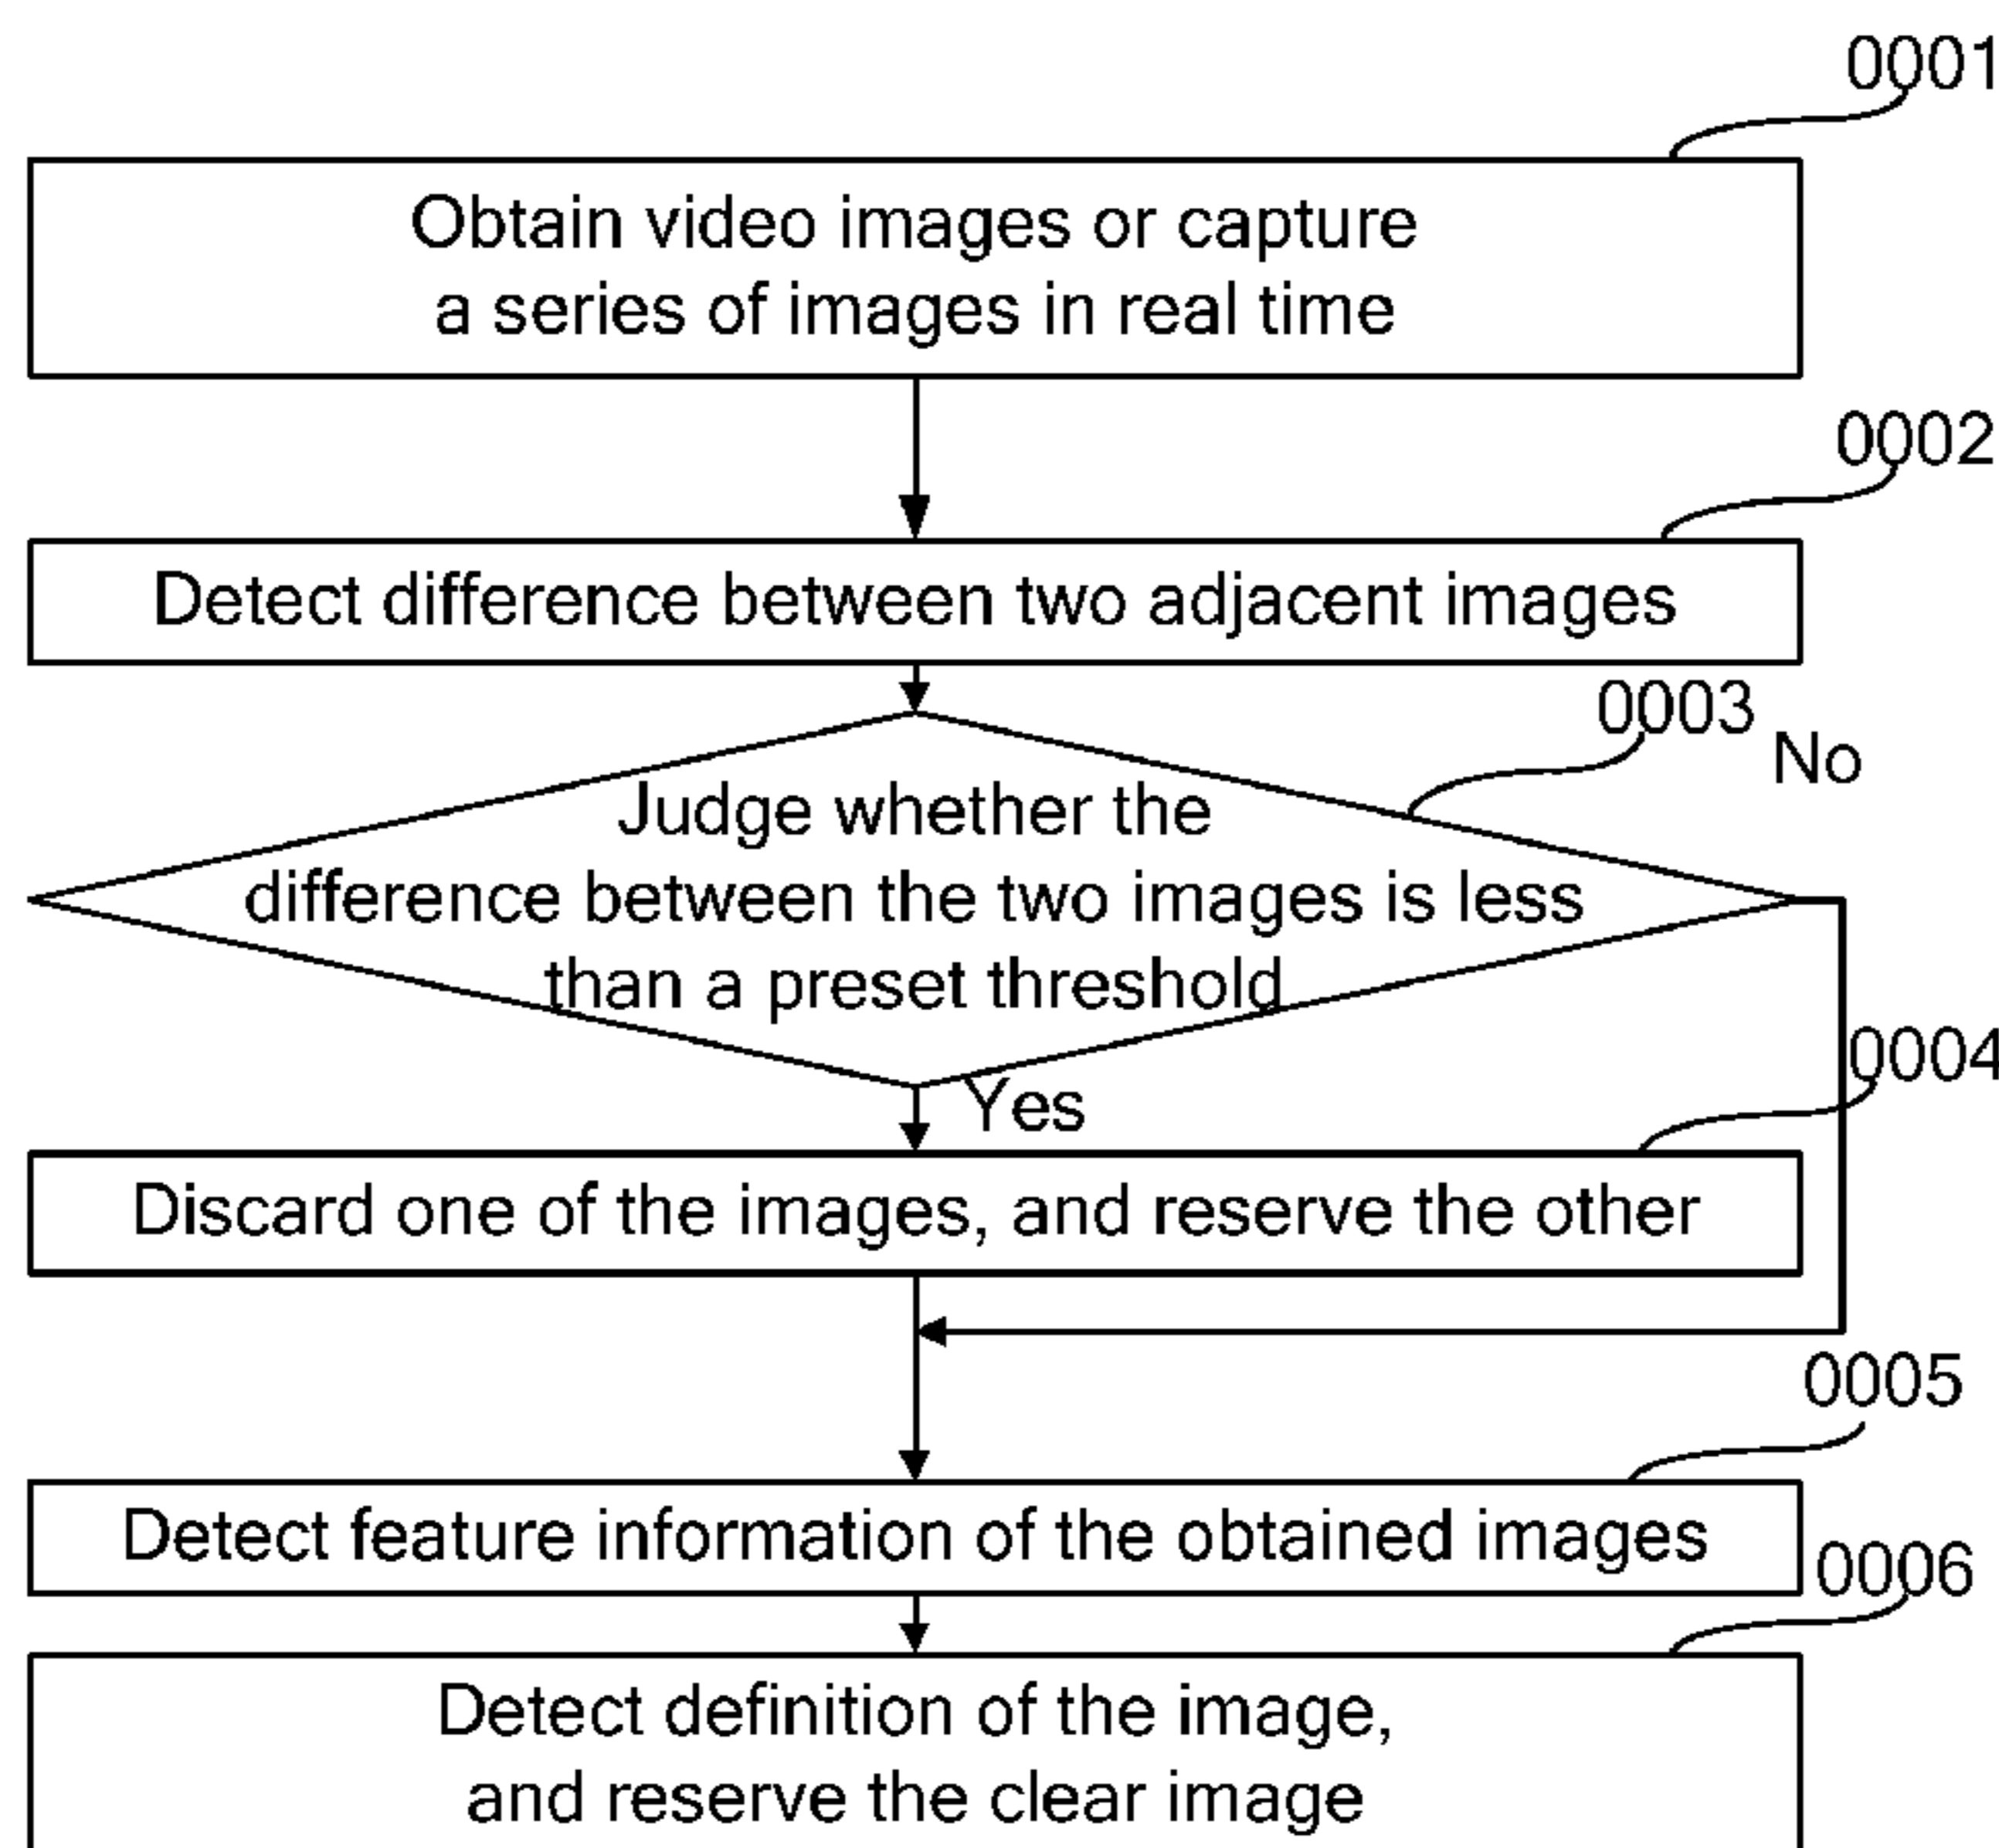 0001
Obtain video images or capture
a series of images in real time
0002
Detect difference between two adjacent images
0003
No
Judge whether the
difference between the two images is less
than a preset threshold
0004
Yes
Discard one of the images, and reserve the other
0005
Detect feature information of the obtained images
0006
Detect definition of the image,
and reserve the clear image